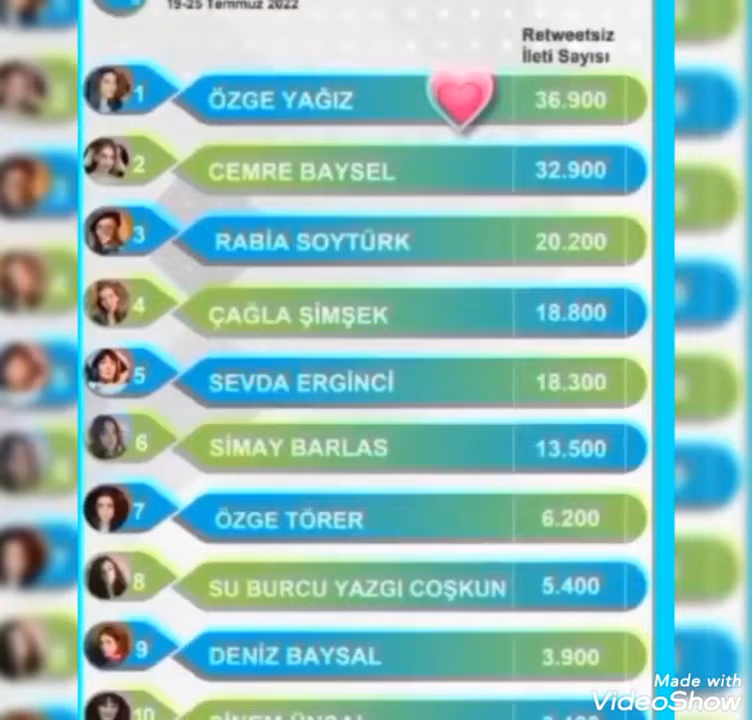 19-25 Temmuz 2022
Retweetsiz
İleti Sayısı
1 ÖZGE YAĞIZ 36.900
2 CEMRE BAYSEL 32.900
3 RABİA SOYTÜRK 20.200
4 ÇAĞLA ŞİMŞEK 18.800
5 SEVDA ERGİNCİ 18.300
6 SİMAY BARLAS 13.500
7 ÖZGE TÖRER 6.200
8 SU BURCU YAZGI COŞKUN 5.400
9 DENİZ BAYSAL 3.900
10
Made with
VideoShow